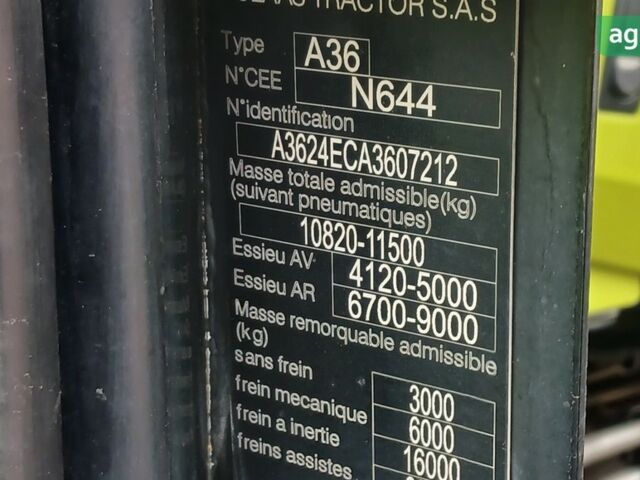 TRACTOR S.A.S
ag
Type A36
N°CEE N644
N°identification
A3624ECA3607212
Masse totale admissible(kg)
(suivant pneumatiques)
10820-11500
Essieu AV 4120-5000
Essieu AR 6700-9000
Masse remorquable admissible
(kg)
sans frein 3000
frein mecanique 6000
frein a inertie 16000
freins assistes